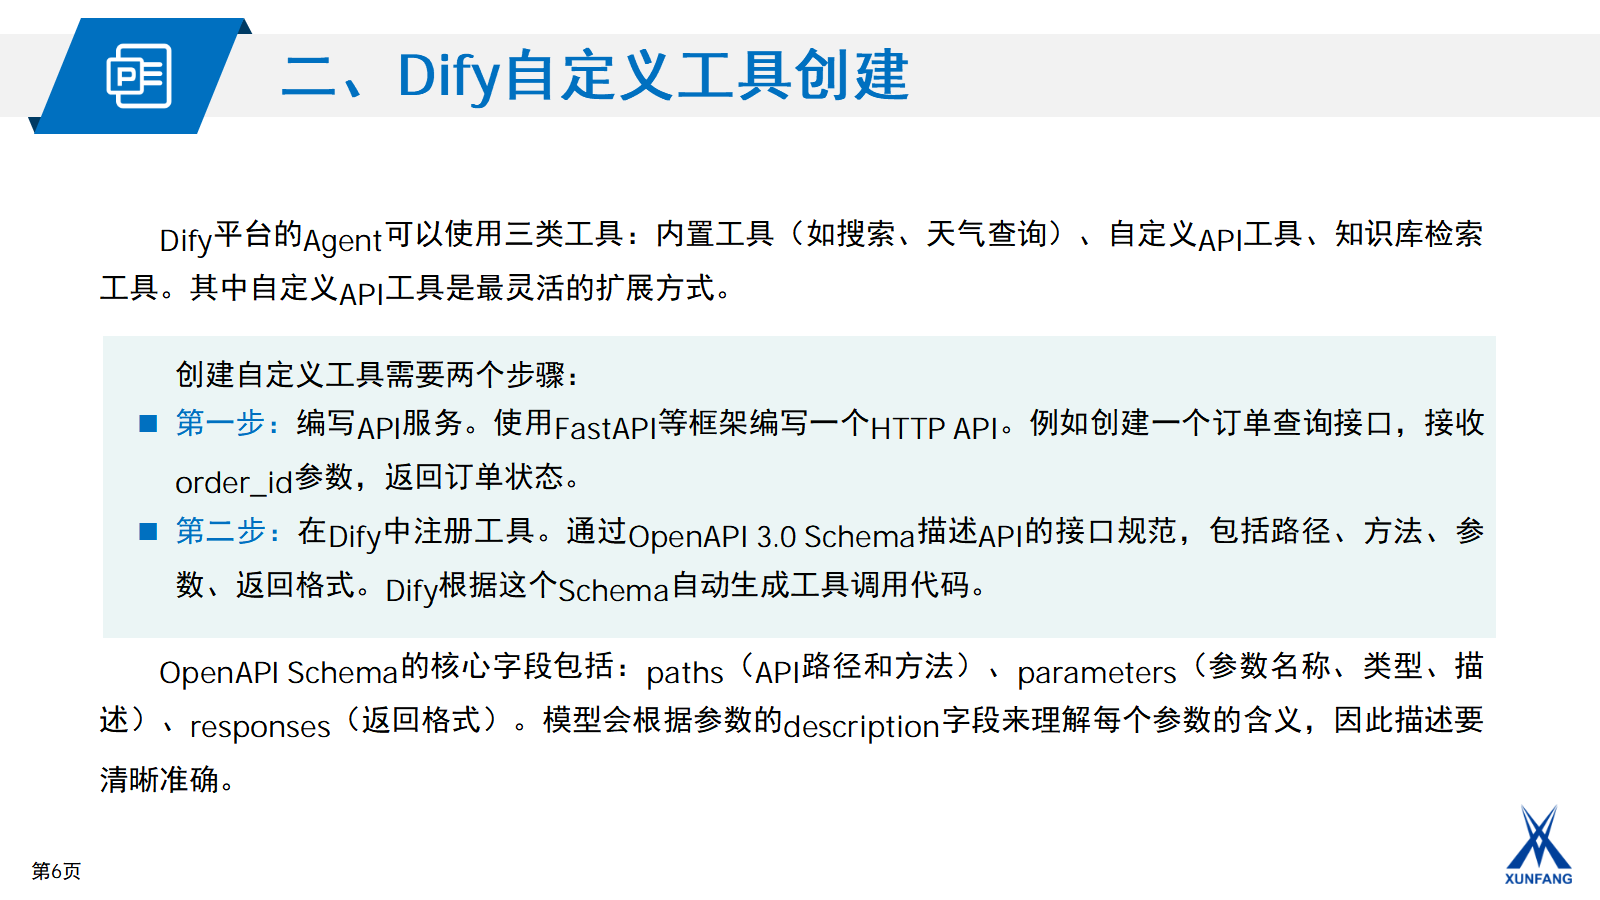 二、Dify自定义工具创建
Dify平台的Agent可以使用三类工具：内置工具（如搜索、天气查询）、自定义API工具、知识库检索
工具。其中自定义API工具是最灵活的扩展方式。
创建自定义工具需要两个步骤：
第一步：编写API服务。使用FastAPI等框架编写一个HTTP API。例如创建一个订单查询接口，接收
order_id参数，返回订单状态。
第二步：在Dify中注册工具。通过OpenAPI 3.0 Schema描述API的接口规范，包括路径、方法、参
数、返回格式。Dify根据这个Schema自动生成工具调用代码。
OpenAPI Schema的核心字段包括：paths（API路径和方法）、parameters（参数名称、类型、描
述）、responses（返回格式）。模型会根据参数的description字段来理解每个参数的含义，因此描述要
清晰准确。
第6页
XUNFANG